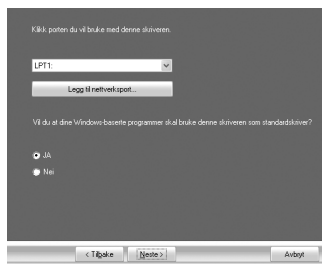 Klikk porten du vil bruke med denne skriveren.
LPT1:
Legg til nettverksport...
Vil du at dine Windows-baserte programmer skal bruke denne skriveren som standardskriver?
JA
Nei
< Tilbake Neste > Avbryt